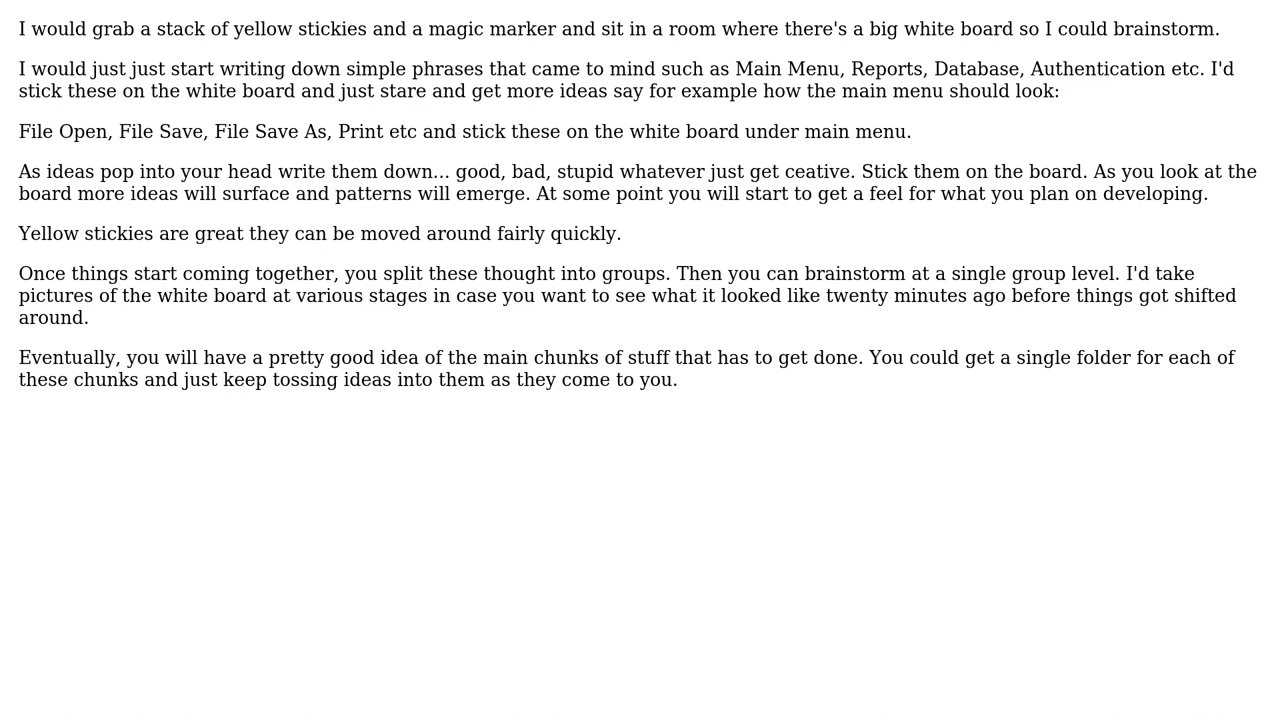 I would grab a stack of yellow stickies and a magic marker and sit in a room where there's a big white board so I could brainstorm.
I would just just start writing down simple phrases that came to mind such as Main Menu, Reports, Database, Authentication etc. I'd
stick these on the white board and just stare and get more ideas say for example how the main menu should look:
File Open, File Save, File Save As, Print etc and stick these on the white board under main menu.
As ideas pop into your head write them down... good, bad, stupid whatever just get ceative. Stick them on the board. As you look at the
board more ideas will surface and patterns will emerge. At some point you will start to get a feel for what you plan on developing.
Yellow stickies are great they can be moved around fairly quickly.
Once things start coming together, you split these thought into groups. Then you can brainstorm at a single group level. I'd take
pictures of the white board at various stages in case you want to see what it looked like twenty minutes ago before things got shifted
around.
Eventually, you will have a pretty good idea of the main chunks of stuff that has to get done. You could get a single folder for each of
these chunks and just keep tossing ideas into them as they come to you.